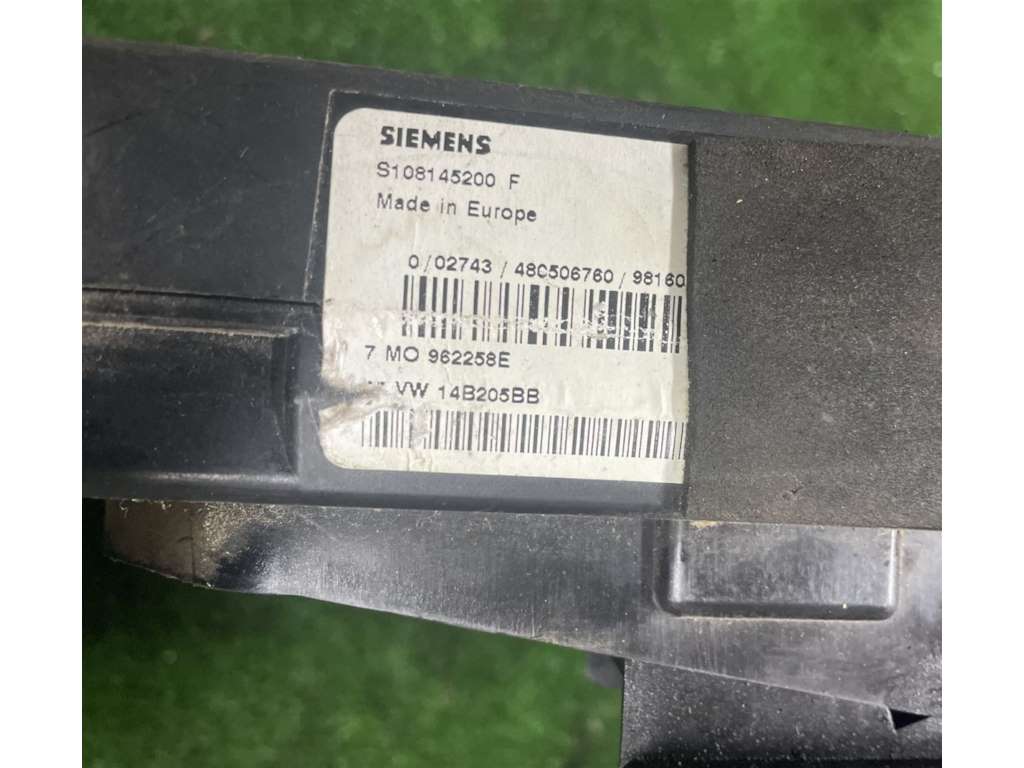 SIEMENS
S108145200 F
Made in Europe
0/02743 / 48C506760 / 98160
7 MO 962258E
VW 14B205BB